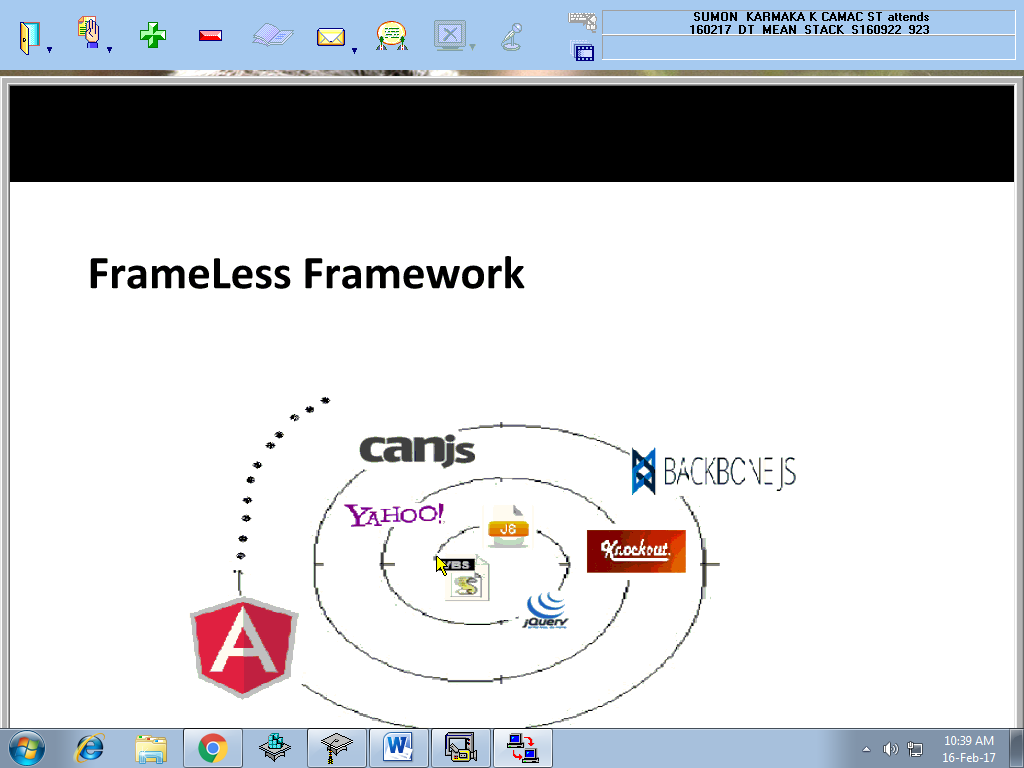 SUMON KARMAKA K CAMAC ST attends
160217 DT MEAN STACK S160922 923
FrameLess Framework
canjs
BACKBONE JS
YAHOO!
JS
Knockout.
VBS
jQuery
A
10:39 AM
16-Feb-17